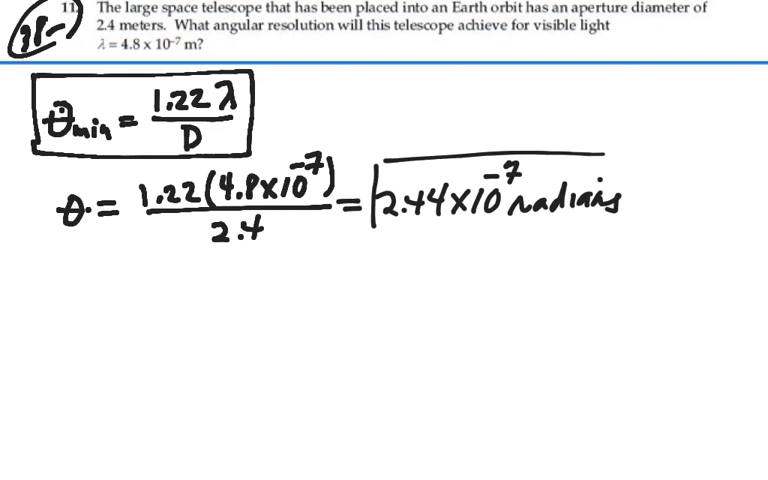 11. The large space telescope that has been placed into an Earth orbit has an aperture diameter of
2.4 meters. What angular resolution will this telescope achieve for visible light
λ = 4.8 x 10⁻⁷ m?
θmin = 1.22λ / D
θ = 1.22(4.8x10⁻⁷) / 2.4 = 2.44x10⁻⁷ radians